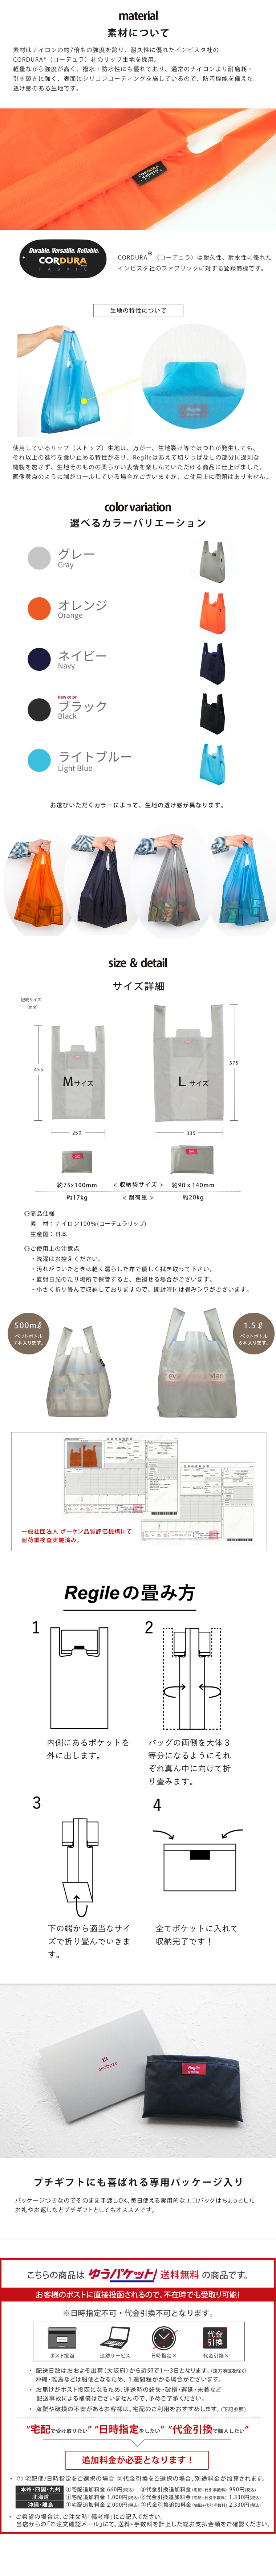 material
素材について
素材はナイロンの約7倍もの強度を誇り、耐久性に優れたインビスタ社の
CORDURA®（コーデュラ）社のリップ生地を採用。
軽量ながら強度が高く、撥水・防水性にも優れており、通常のナイロンより耐磨耗・
引き裂きに強く、表面にシリコンコーティングを施しているので、防汚機能を備えた
透け感のある生地です。
CORDURA
Durable. Versatile. Reliable.
CORDURA
FABRIC
CORDURA®（コーデュラ）は耐久性、耐水性に優れた
インビスタ社のファブリックに対する登録商標です。
生地の特性について
Regile
使用しているリップ（ストップ）生地は、万が一、生地裂け等でほつれが発生しても、
それ以上の進行を食い止める特性があり、Regileはあえて切りっぱなしの部分に過剰な
縫製を施さず、生地そのものの柔らかい表情を楽しんでいただける商品に仕上げました。
画像黄点のように端がロールしている場合がございますが、ご使用上に問題はありません。
color variation
選べるカラーバリエーション
グレー
Gray
オレンジ
Orange
ネイビー
Navy
New color
ブラック
Black
ライトブルー
Light Blue
お選びいただくカラーによって、生地の透け感が異なります。
size & detail
サイズ詳細
記載サイズ
(mm)
455
Mサイズ
250
575
Lサイズ
335
約75x100mm
< 収納袋サイズ >
約90 x 140mm
約17kg
< 耐荷重 >
約20kg
◎商品仕様
素　材：ナイロン100%(コーデュラリップ)
生産国：日本
◎ご使用上の注意点
・洗濯はお控えください。
・汚れがついたときは軽く濡らした布で優しく拭き取って下さい。
・直射日光のたり場所で保管すると、色褪せる場合がございます。
・小さく折り畳んで収納しておりますので、開封時には畳みシワがございます。
500mℓ
ペットボトル
7本入ります。
1.5ℓ
ペットボトル
6本入ります。
一般社団法人 ボーケン品質評価機構にて
耐荷重検査実施済み。
Regileの畳み方
1
内側にあるポケットを
外に出します。
2
バッグの両側を大体３
等分になるようにそれ
ぞれ真ん中に向けて折
り畳みます。
3
下の端から適当なサイ
ズで折り畳んでいきま
す。
4
全てポケットに入れて
収納完了です！
Regile
プチギフトにも喜ばれる専用パッケージ入り
パッケージつきなのでそのまま手渡しOK。毎日使える実用的なエコバッグはちょっとした
お礼やお返しなどプチギフトとしてもオススメです。
こちらの商品は ゆうパケット/ 送料無料 の商品です。
お客様のポストに直接投函されるので、不在時でも受取り可能！
※日時指定不可・代金引換不可となります。
ポスト投函
追跡サービス
日時指定×
代金引換
代金引換×
・ 配送日数はおおよそ出荷（大阪府）から近郊で1～3日となります。(遠方地区を除く)
沖縄・離島などは船便となるため、1週間程かかる場合がございます。
・ お届けがポスト投函になるため、運送時の紛失・破損・遅延・未着など
配送事故による補償はございませんので、予めご了承ください。
・ 盗難や破損の不安があるお客様は、宅配のご利用をおすすめします。（下記参照）
“宅配で受け取りたい” “日時指定をしたい” “代金引換で購入したい”
追加料金が必要となります！
・ ① 宅配便/日時指定をご選択の場合 ②代金引換をご選択の場合、別途料金が加算されます。
本州・四国・九州 ①宅配追加料金 660円(税込) ②代金引換追加料金(宅配+代引手数料) 990円(税込)
北海道 ①宅配追加料金 1,000円(税込) ②代金引換追加料金(宅配+代引手数料) 1,330円(税込)
沖縄・離島 ①宅配追加料金 2,000円(税込) ②代金引換追加料金(宅配+代引手数料) 2,330円(税込)
・ ご希望の場合は、ご注文時「備考欄」にご記入ください。
当店からの「ご注文確認メール」にて、送料・手数料を計上した総お支払金額をご確認ください。